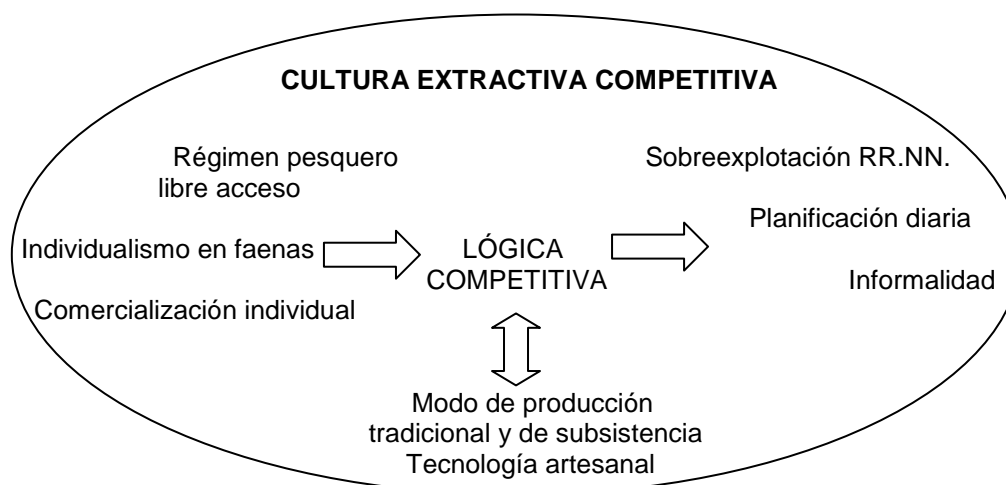 CULTURA EXTRACTIVA COMPETITIVA
Régimen pesquero
libre acceso
Individualismo en faenas
Comercialización individual
LÓGICA
COMPETITIVA
Sobreexplotación RR.NN.
Planificación diaria
Informalidad
Modo de producción
tradicional y de subsistencia
Tecnología artesanal